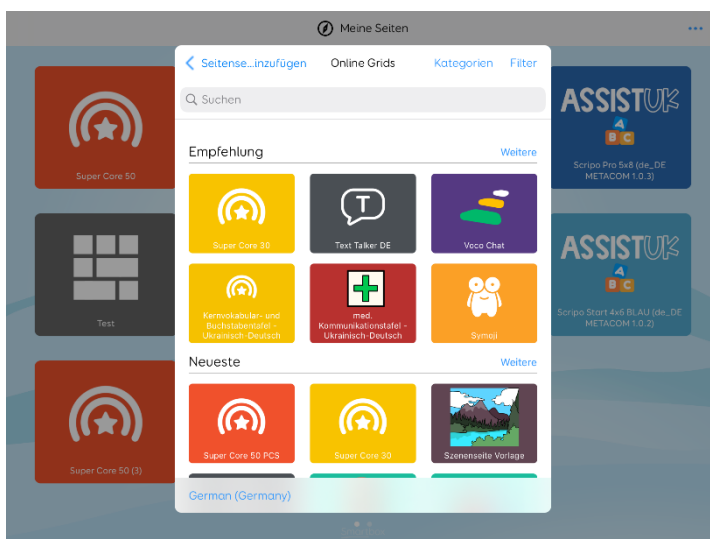 Meine Seiten
Seitense...inzufügen
Online Grids
Kategorien
Filter
Suchen
Empfehlung
Weitere
Super Core 30
T
Text Talker DE
Voco Chat
Kernvokabular- und
Buchstabentafel -
Ukrainisch-Deutsch
med.
Kommunikationstafel -
Ukrainisch-Deutsch
Symoji
Neueste
Weitere
Super Core 50 PCS
Super Core 30
Szenenseite Vorlage
German (Germany)
Super Core 50
Test
Super Core 50 (3)
ASSISTUK
A
B C
Scripo Pro 5x8 (de_DE
METACOM 1.0.3)
ASSISTUK
A
B C
Scripo Start 4x6 BLAU (de_DE
METACOM 1.0.2)